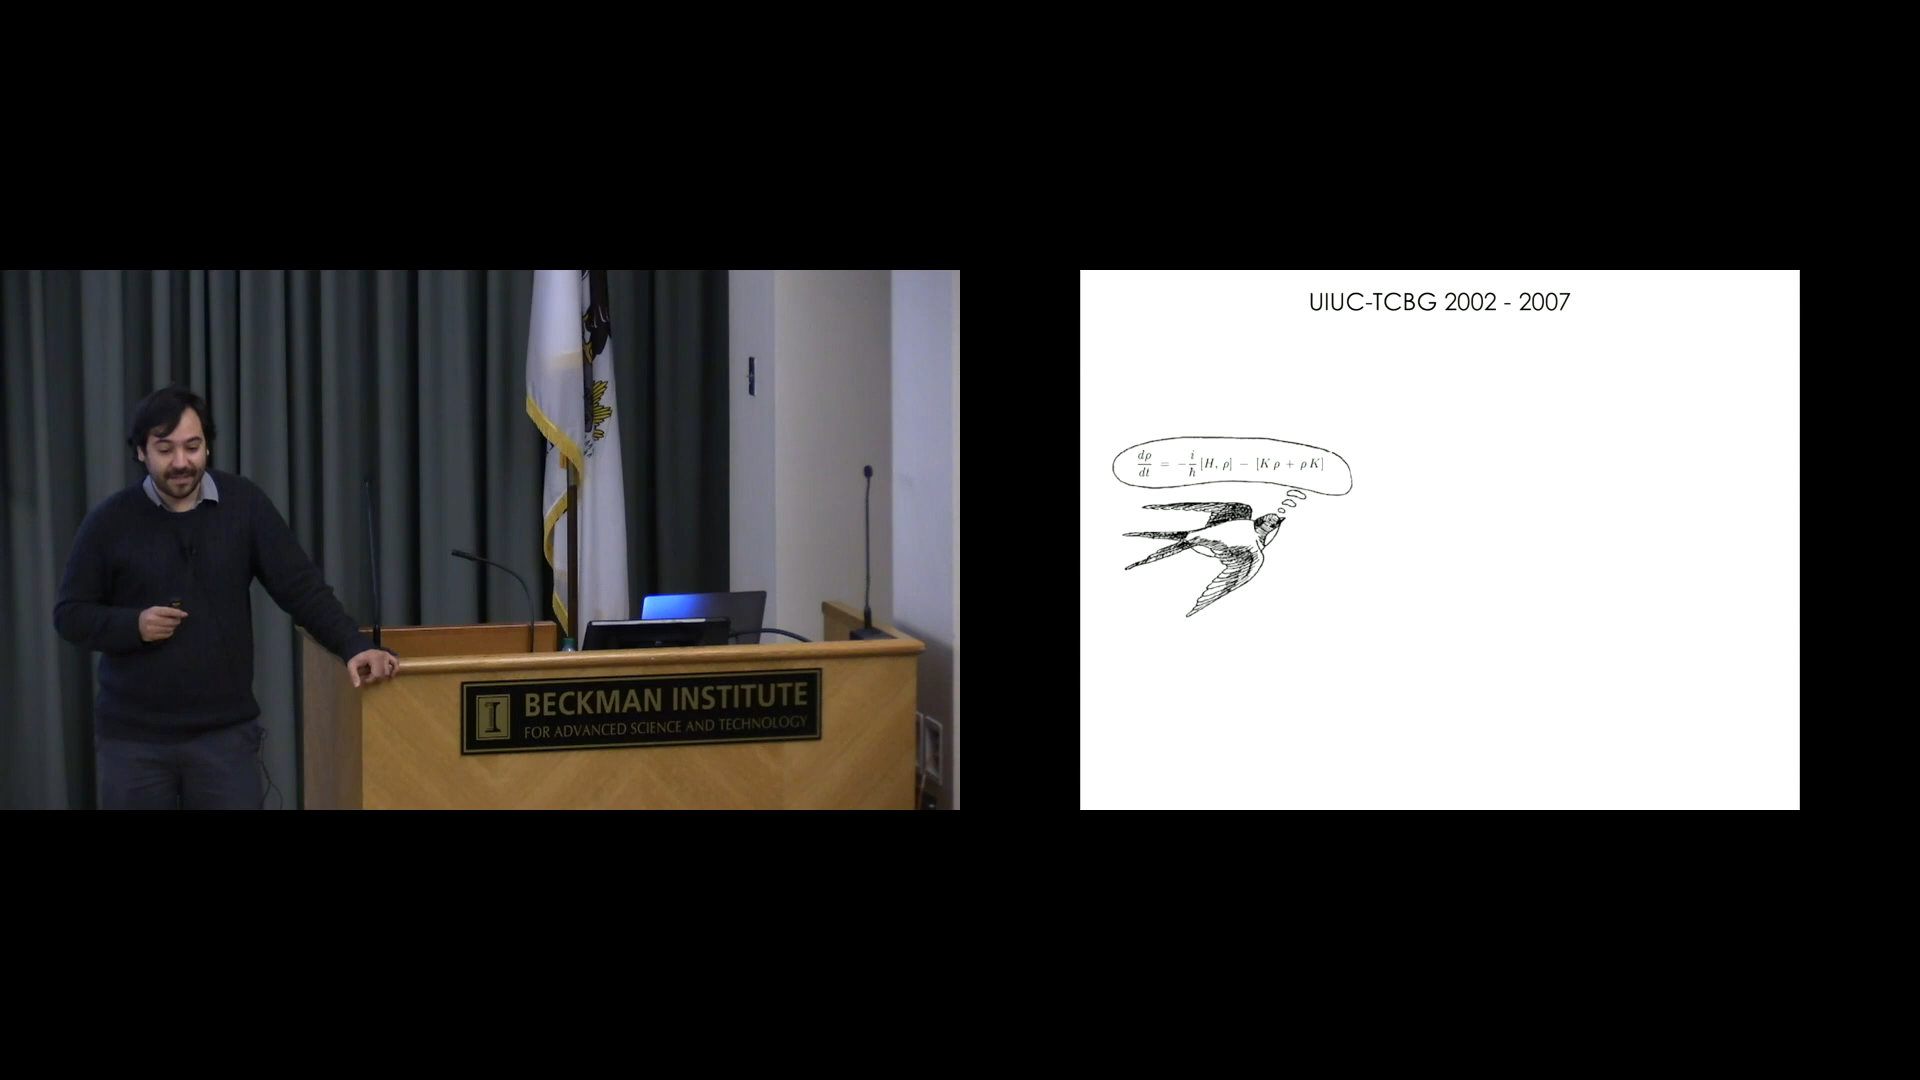 BECKMAN INSTITUTE
FOR ADVANCED SCIENCE AND TECHNOLOGY
UIUC-TCBG 2002 - 2007
dρ/dt = − i/ħ [H, ρ] − [K ρ + ρ K]